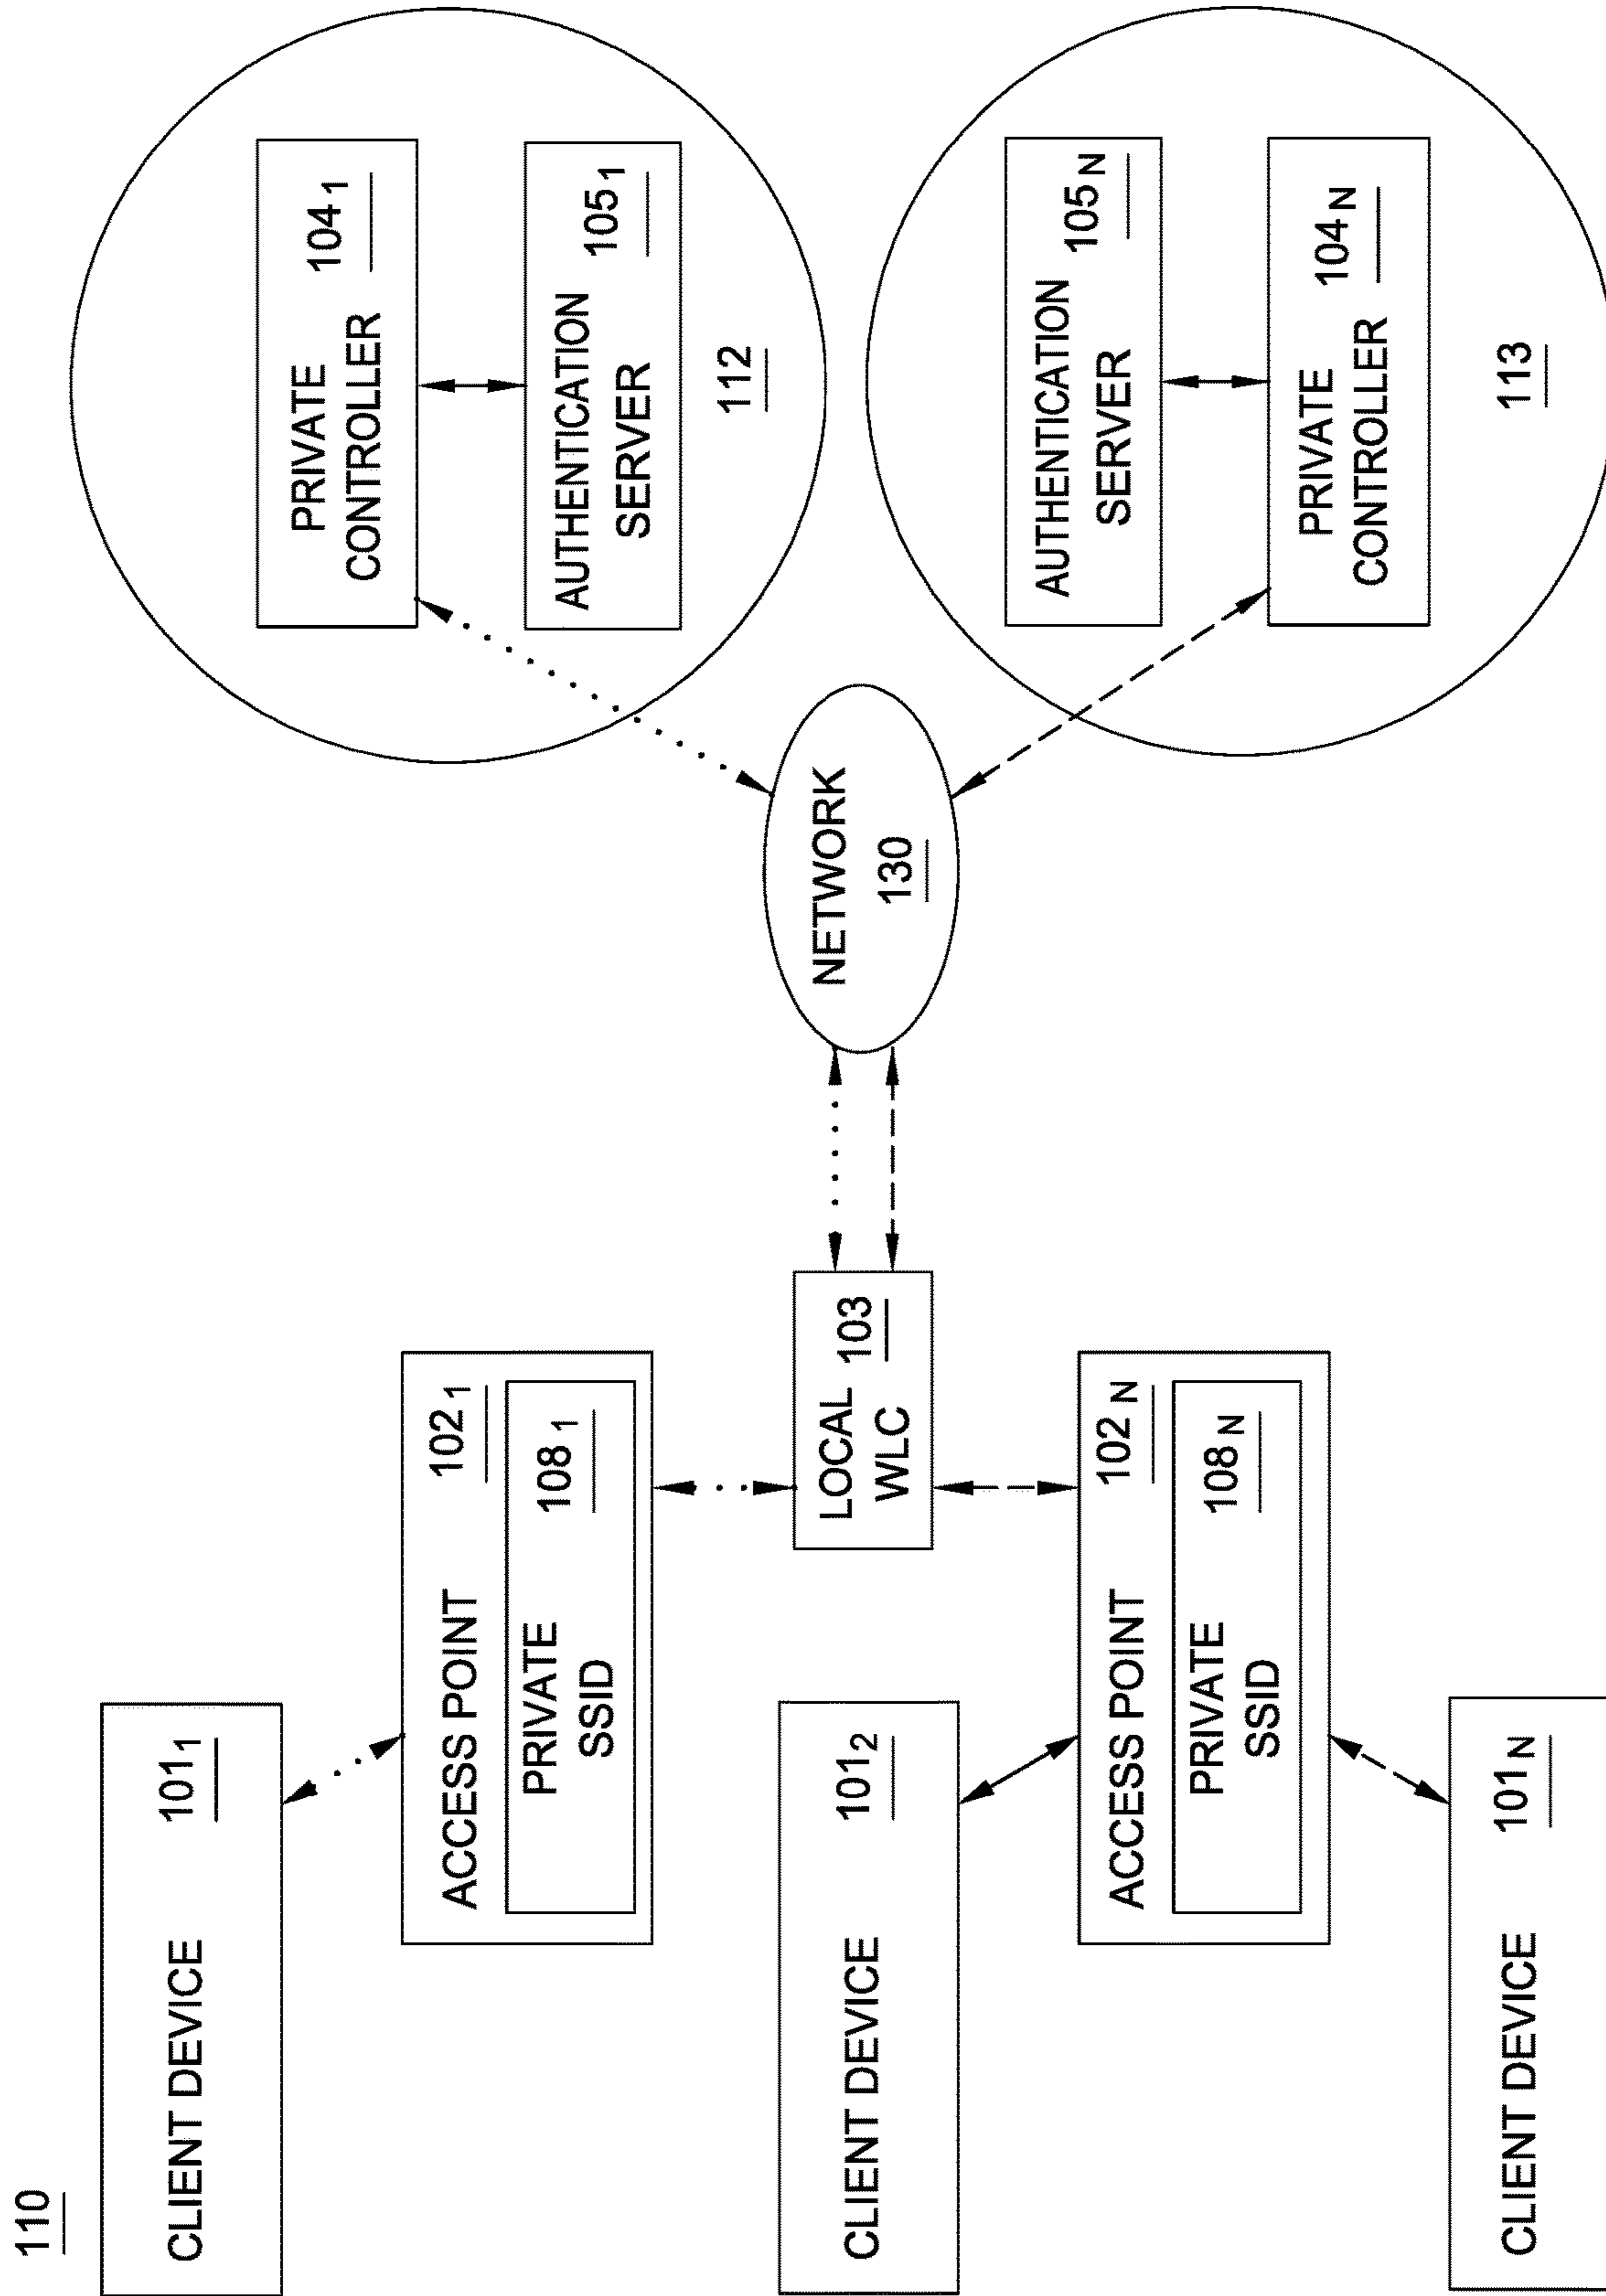 110
CLIENT DEVICE 101₁
ACCESS POINT 102₁
PRIVATE
SSID
108₁
CLIENT DEVICE 101₂
LOCAL 103
WLC
ACCESS POINT 102N
PRIVATE
SSID
108N
CLIENT DEVICE 101N
NETWORK
130
PRIVATE
CONTROLLER
104₁
AUTHENTICATION
SERVER
105₁
112
AUTHENTICATION
SERVER
105N
PRIVATE
CONTROLLER
104N
113